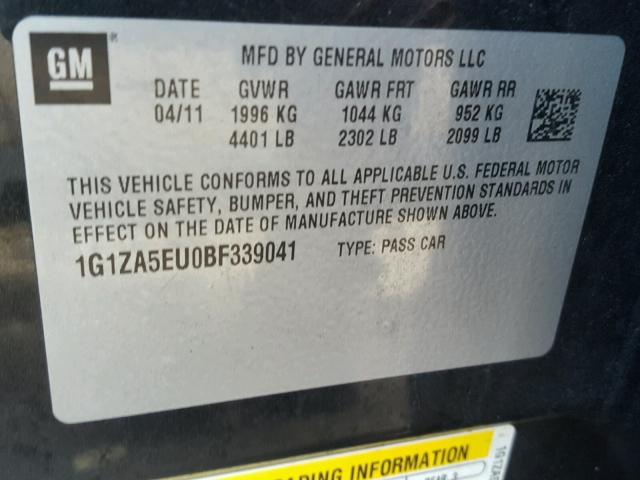 GM ®
MFD BY GENERAL MOTORS LLC
DATE GVWR GAWR FRT GAWR RR
04/11 1996 KG 1044 KG 952 KG
4401 LB 2302 LB 2099 LB
THIS VEHICLE CONFORMS TO ALL APPLICABLE U.S. FEDERAL MOTOR
VEHICLE SAFETY, BUMPER, AND THEFT PREVENTION STANDARDS IN
EFFECT ON THE DATE OF MANUFACTURE SHOWN ABOVE.
1G1ZA5EU0BF339041 TYPE: PASS CAR
INFORMATION
1G1ZA5